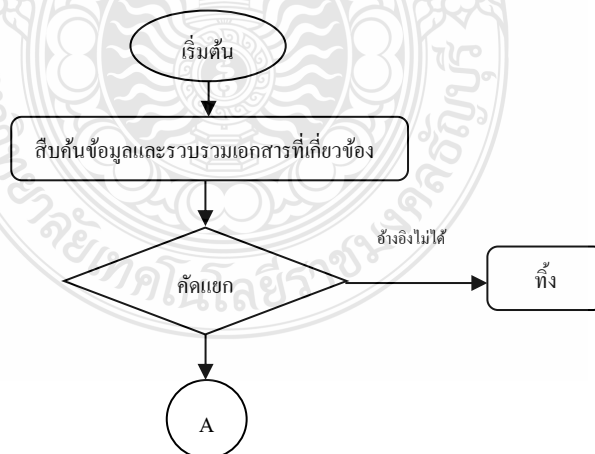 เริ่มต้น
สืบค้นข้อมูลและรวบรวมเอกสารที่เกี่ยวข้อง
อ้างอิงไม่ได้
คัดแยก
ทิ้ง
A